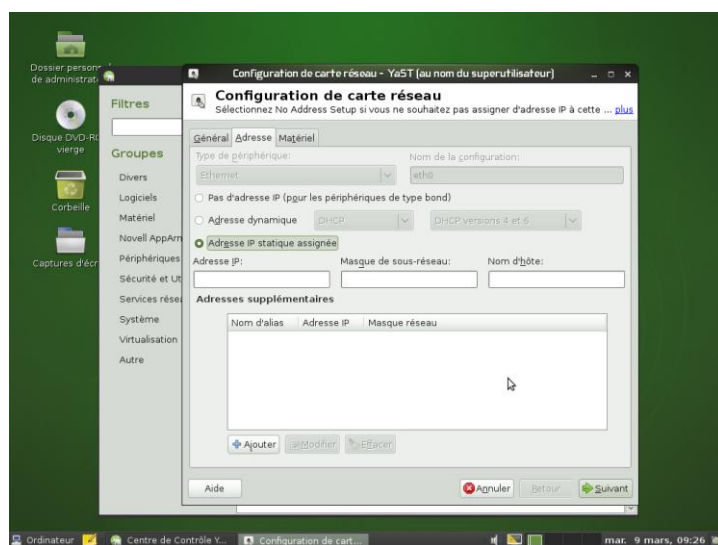 Dossier person
de administrat
Disque DVD-RO
vierge
Corbeille
Captures d'écr
Filtres
Groupes
Divers
Logiciels
Matériel
Novell AppArm
Périphériques
Sécurité et Ut
Services résea
Système
Virtualisation
Autre
Configuration de carte réseau - YaST (au nom du superutilisateur)
Configuration de carte réseau
Sélectionnez No Address Setup si vous ne souhaitez pas assigner d'adresse IP à cette ... plus
Général Adresse Matériel
Type de périphérique: Nom de la configuration:
Ethernet eth0
Pas d'adresse IP (pour les périphériques de type bond)
Adresse dynamique DHCP DHCP versions 4 et 6
Adresse IP statique assignée
Adresse IP: Masque de sous-réseau: Nom d'hôte:
Adresses supplémentaires
Nom d'alias Adresse IP Masque réseau
Ajouter Modifier Effacer
Aide Annuler Retour Suivant
Ordinateur Centre de Contrôle Y... Configuration de cart... mar. 9 mars, 09:26